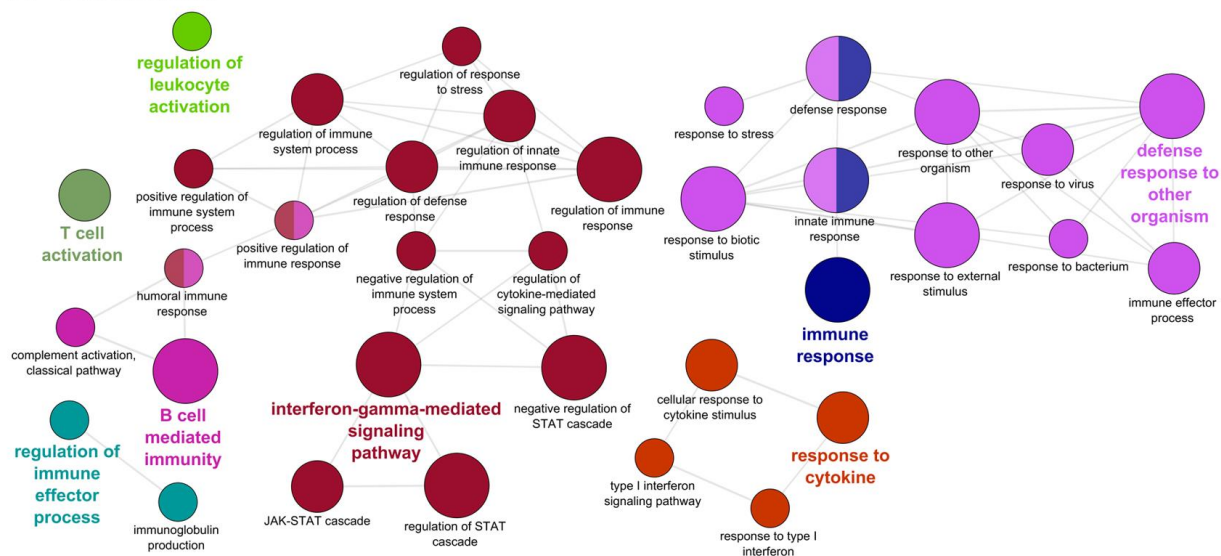 regulation of
leukocyte
activation
regulation of response
to stress
regulation of immune
system process
regulation of innate
immune response
positive regulation of
immune system
process
regulation of defense
response
regulation of immune
response
T cell
activation
positive regulation of
immune response
humoral immune
response
negative regulation of
immune system
process
regulation of
cytokine-mediated
signaling pathway
complement activation,
classical pathway
B cell
mediated
immunity
interferon-gamma-mediated
signaling
pathway
negative regulation of
STAT cascade
regulation of
immune
effector
process
immunoglobulin
production
JAK-STAT cascade
regulation of STAT
cascade
defense response
response to stress
response to other
organism
response to virus
defense
response to
other
organism
innate immune
response
response to biotic
stimulus
response to external
stimulus
response to bacterium
immune effector
process
immune
response
cellular response to
cytokine stimulus
response to
cytokine
type I interferon
signaling pathway
response to type I
interferon